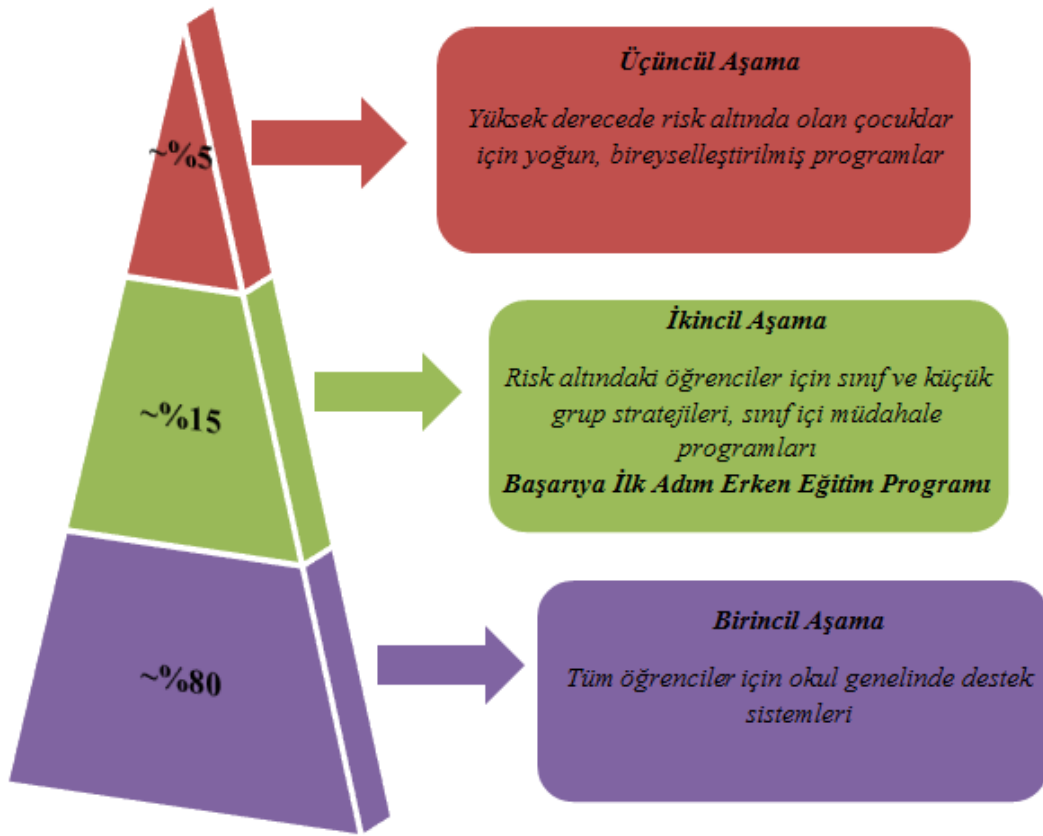 ~%5
Üçüncül Aşama
Yüksek derecede risk altında olan çocuklar
için yoğun, bireyselleştirilmiş programlar
~%15
İkincil Aşama
Risk altındaki öğrenciler için sınıf ve küçük
grup stratejileri, sınıf içi müdahale
programları
Başarıya İlk Adım Erken Eğitim Programı
~%80
Birincil Aşama
Tüm öğrenciler için okul genelinde destek
sistemleri